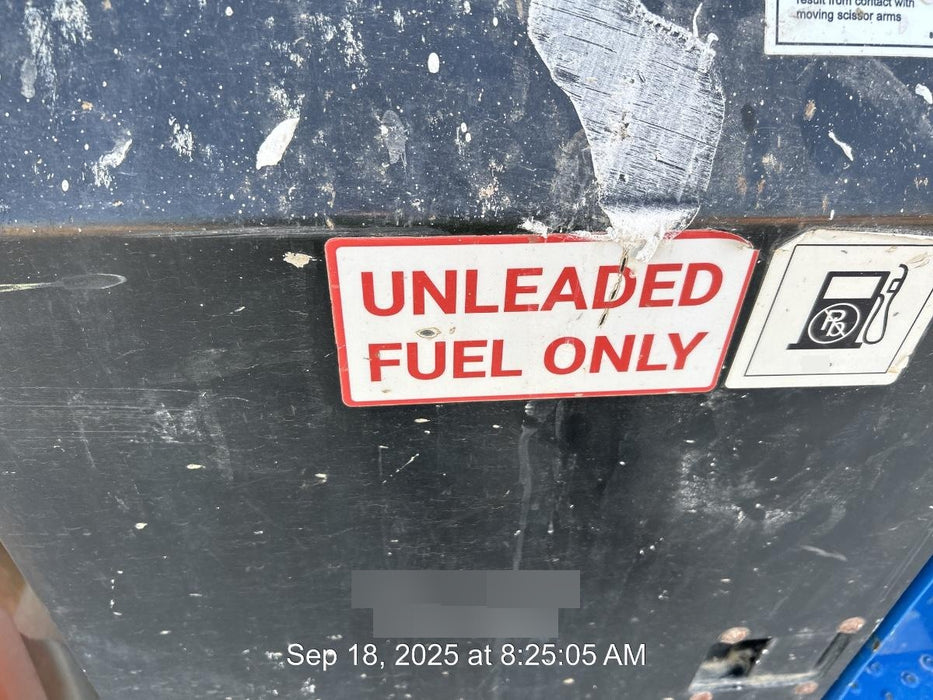 result from contact with
moving scissor arms
UNLEADED
FUEL ONLY
Sep 18, 2025 at 8:25:05 AM